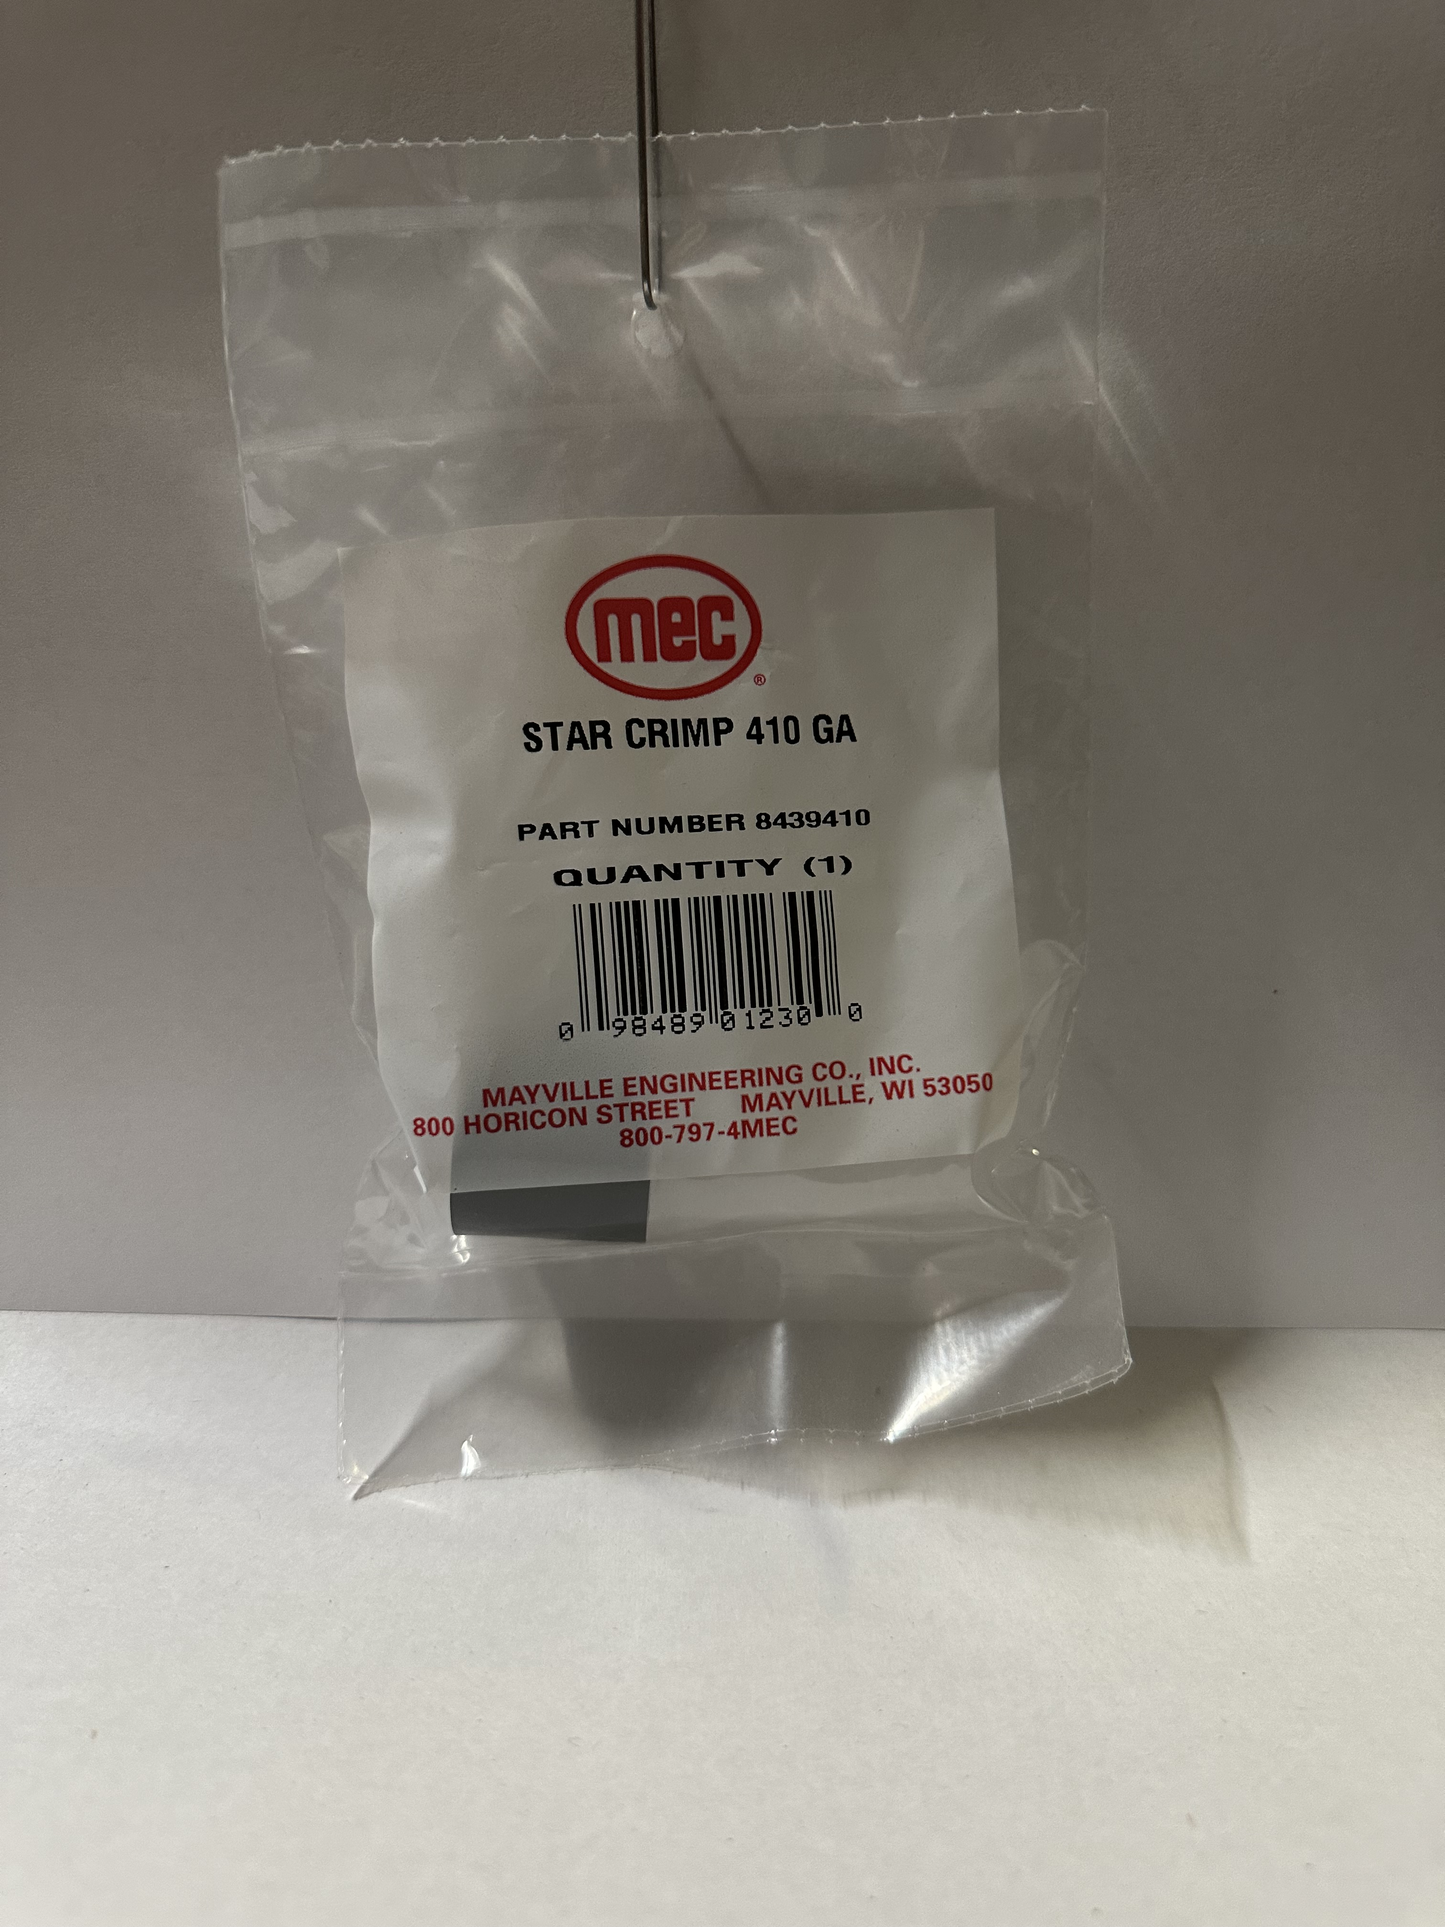 mec
®
STAR CRIMP 410 GA
PART NUMBER 8439410
QUANTITY (1)
0 98489 01230 0
MAYVILLE ENGINEERING CO., INC.
800 HORICON STREET MAYVILLE, WI 53050
800-797-4MEC